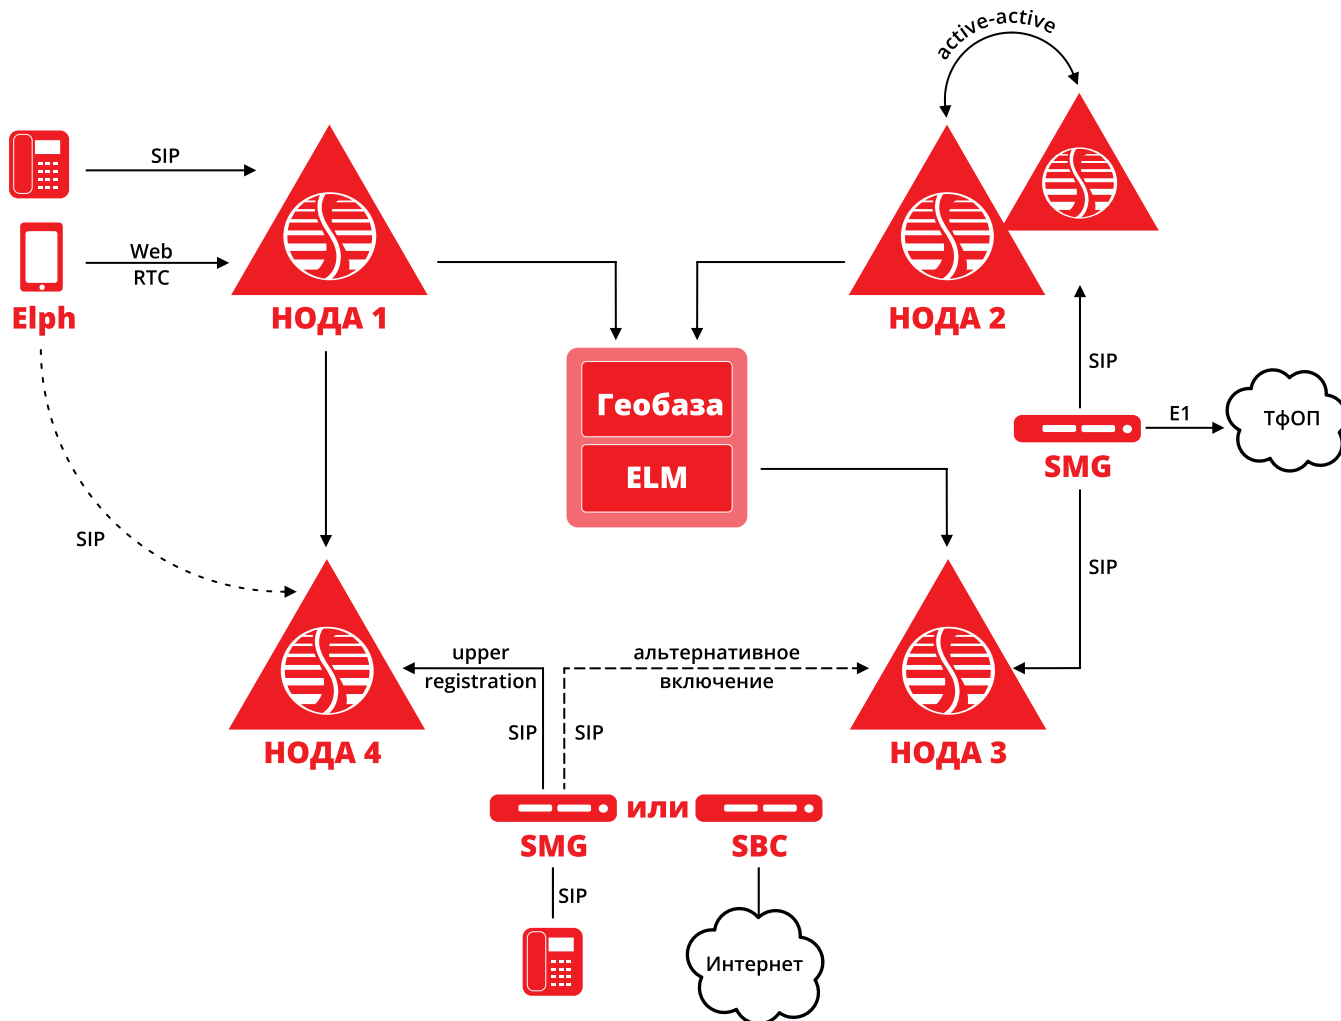 active-active
SIP
Web
RTC
Elph
НОДА 1
НОДА 2
Геобаза
ELM
SIP
E1
ТфОП
SMG
SIP
SIP
upper
registration
альтернативное
включение
SIP
SIP
НОДА 4
НОДА 3
или
SMG
SBC
SIP
Интернет